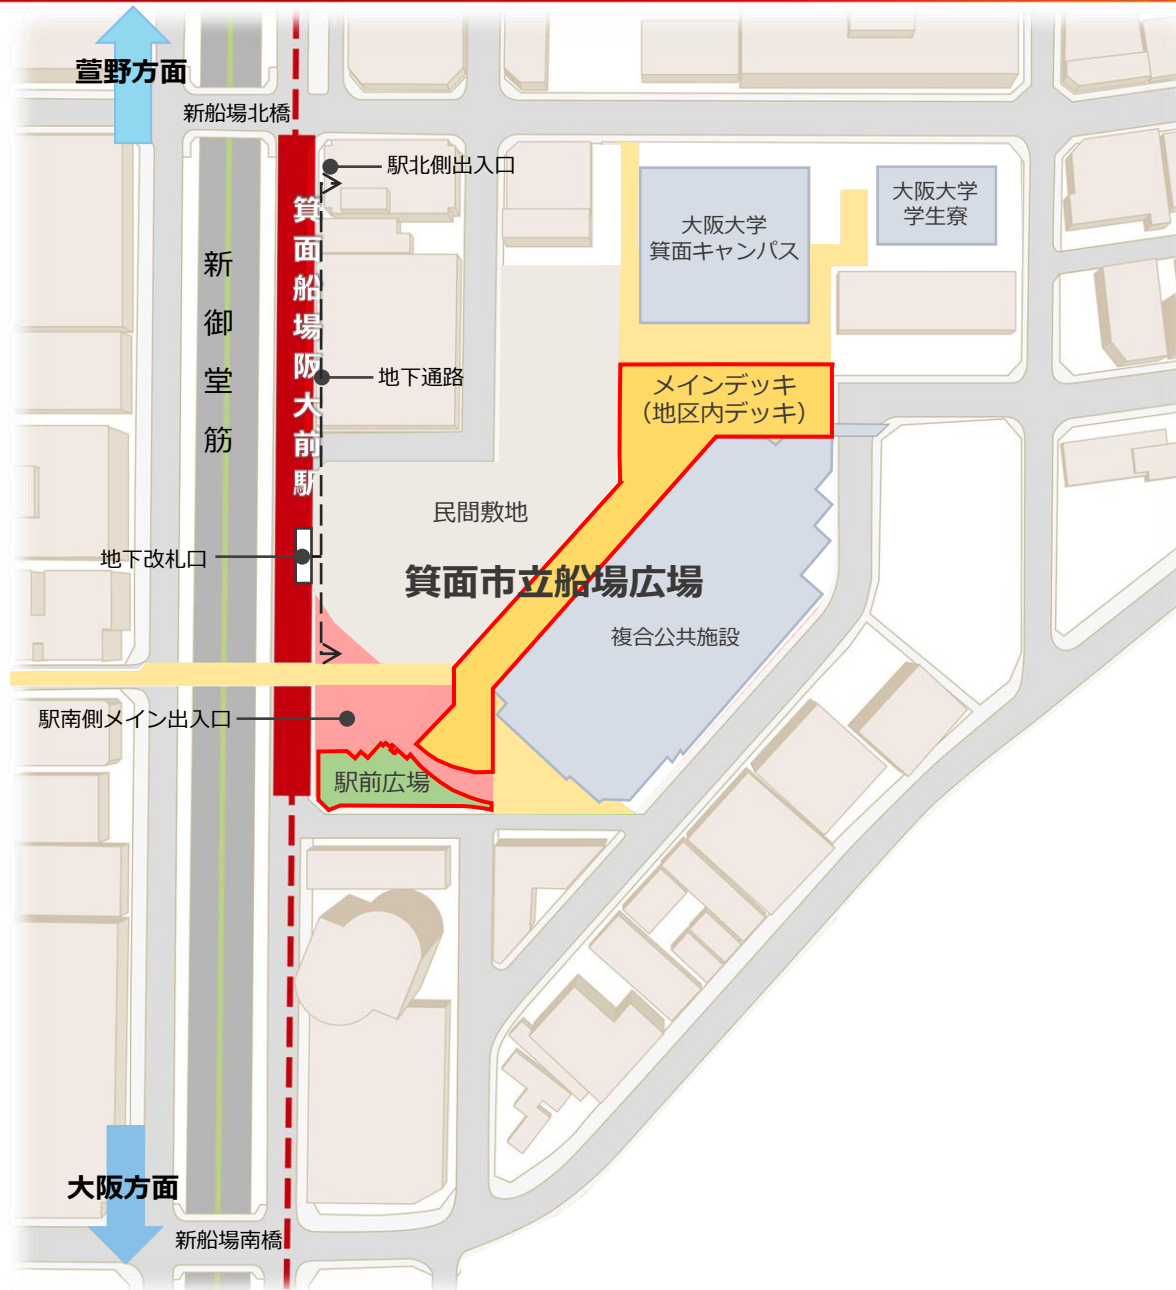 萱野方面
新船場北橋
駅北側出入口
大阪大学
箕面キャンパス
大阪大学
学生寮
箕面船場阪大前駅
新御堂筋
地下通路
メインデッキ
(地区内デッキ)
民間敷地
地下改札口
箕面市立船場広場
複合公共施設
駅南側メイン出入口
駅前広場
大阪方面
新船場南橋